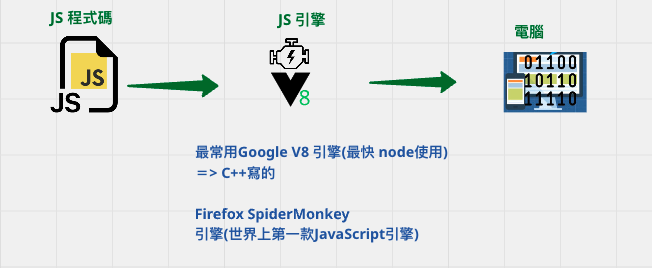 JS 程式碼
JS 引擎
電腦
JS
JS
8
01100
10110
11110
最常用Google V8 引擎(最快 node使用)
＝> C++寫的
Firefox SpiderMonkey
引擎(世界上第一款JavaScript引擎)